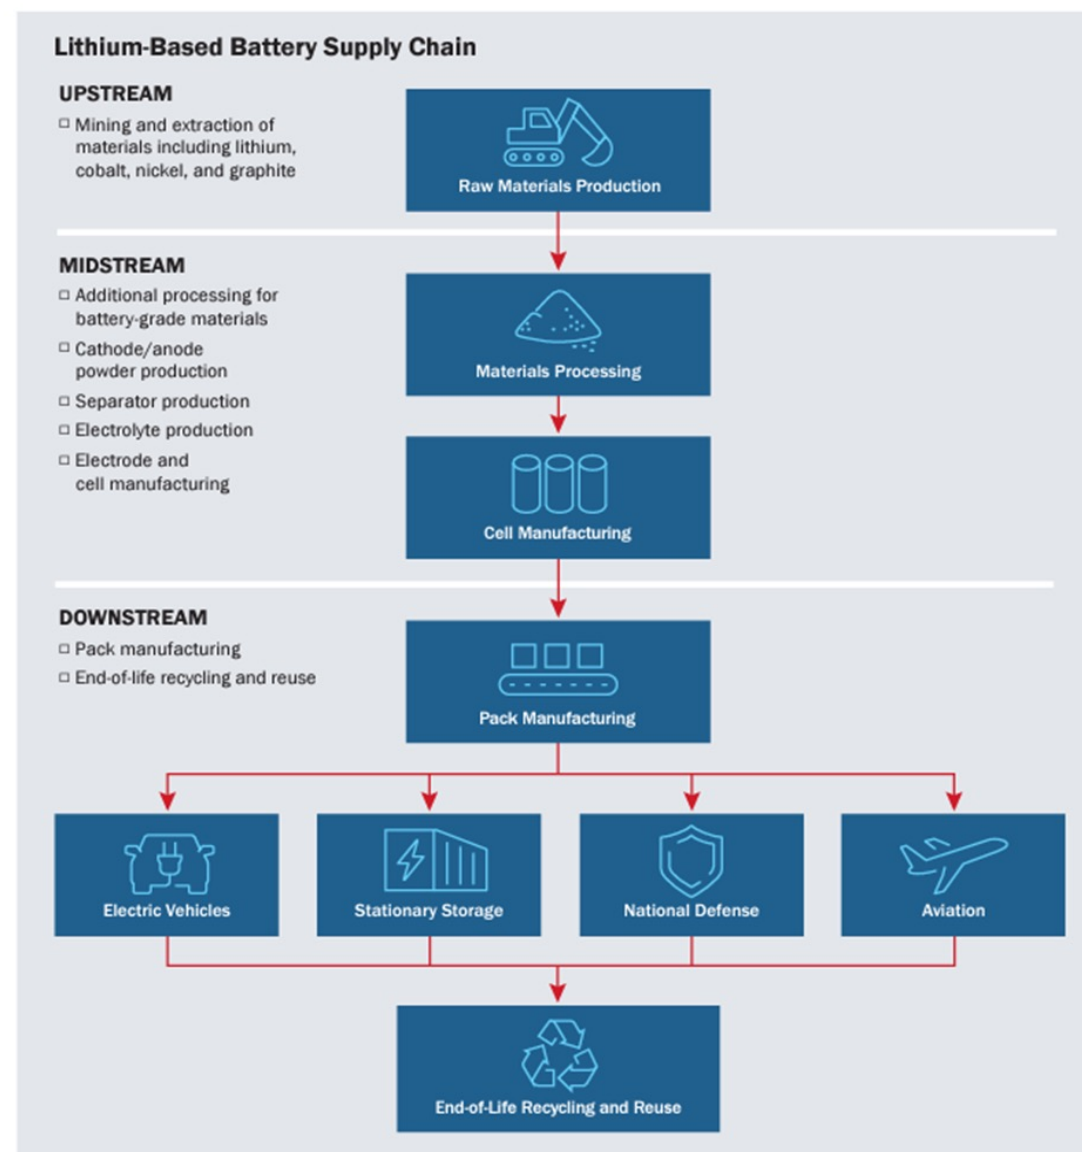 Lithium-Based Battery Supply Chain
UPSTREAM
Mining and extraction of
materials including lithium,
cobalt, nickel, and graphite
Raw Materials Production
MIDSTREAM
Additional processing for
battery-grade materials
Cathode/anode
powder production
Separator production
Electrolyte production
Electrode and
cell manufacturing
Materials Processing
Cell Manufacturing
DOWNSTREAM
Pack manufacturing
End-of-life recycling and reuse
Pack Manufacturing
Electric Vehicles
Stationary Storage
National Defense
Aviation
End-of-Life Recycling and Reuse